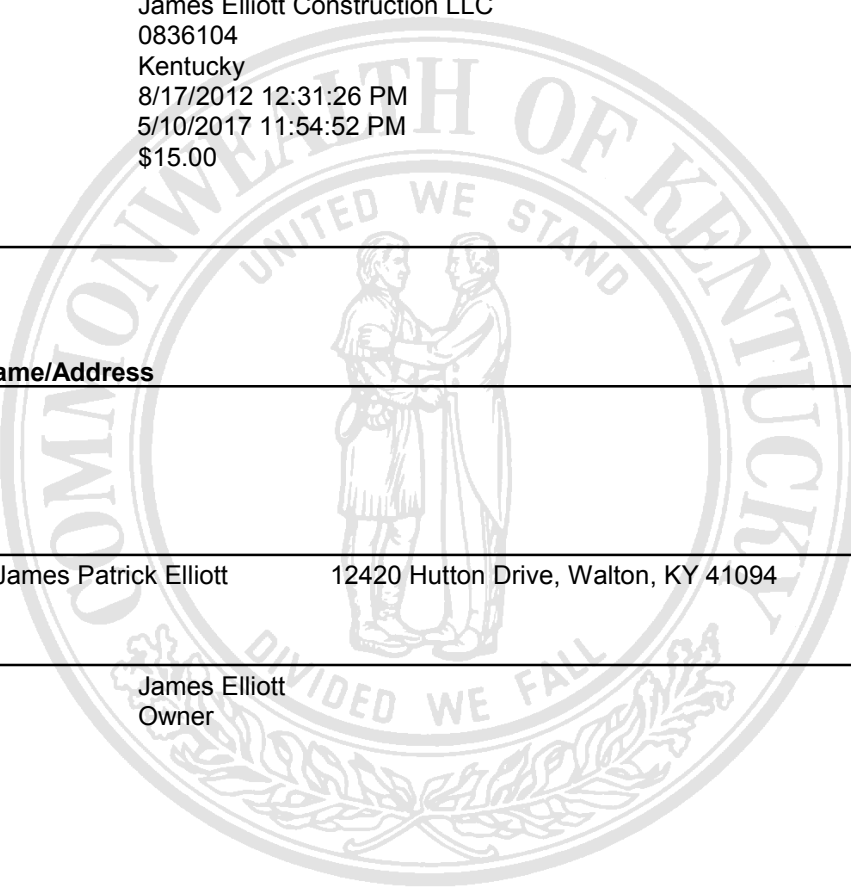 James Elliott Construction LLC
0836104
Kentucky
8/17/2012 12:31:26 PM
5/10/2017 11:54:52 PM
$15.00
COMMONWEALTH OF KENTUCKY
UNITED WE STAND
ame/Address
James Patrick Elliott 12420 Hutton Drive, Walton, KY 41094
DIVIDED WE FALL
James Elliott
Owner